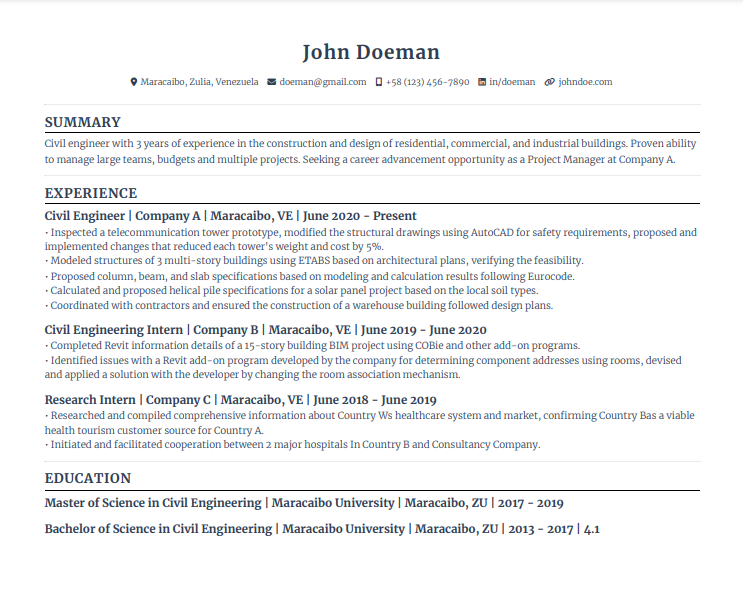 John Doeman
Maracaibo, Zulia, Venezuela doeman@gmail.com +58 (123) 456-7890 in/doeman johndoe.com
SUMMARY
Civil engineer with 3 years of experience in the construction and design of residential, commercial, and industrial buildings. Proven ability
to manage large teams, budgets and multiple projects. Seeking a career advancement opportunity as a Project Manager at Company A.
EXPERIENCE
Civil Engineer | Company A | Maracaibo, VE | June 2020 - Present
• Inspected a telecommunication tower prototype, modified the structural drawings using AutoCAD for safety requirements, proposed and
implemented changes that reduced each tower's weight and cost by 5%.
• Modeled structures of 3 multi-story buildings using ETABS based on architectural plans, verifying the feasibility.
• Proposed column, beam, and slab specifications based on modeling and calculation results following Eurocode.
• Calculated and proposed helical pile specifications for a solar panel project based on the local soil types.
• Coordinated with contractors and ensured the construction of a warehouse building followed design plans.
Civil Engineering Intern | Company B | Maracaibo, VE | June 2019 - June 2020
• Completed Revit information details of a 15-story building BIM project using COBie and other add-on programs.
• Identified issues with a Revit add-on program developed by the company for determining component addresses using rooms, devised
and applied a solution with the developer by changing the room association mechanism.
Research Intern | Company C | Maracaibo, VE | June 2018 - June 2019
• Researched and compiled comprehensive information about Country Ws healthcare system and market, confirming Country Bas a viable
health tourism customer source for Country A.
• Initiated and facilitated cooperation between 2 major hospitals In Country B and Consultancy Company.
EDUCATION
Master of Science in Civil Engineering | Maracaibo University | Maracaibo, ZU | 2017 - 2019
Bachelor of Science in Civil Engineering | Maracaibo University | Maracaibo, ZU | 2013 - 2017 | 4.1